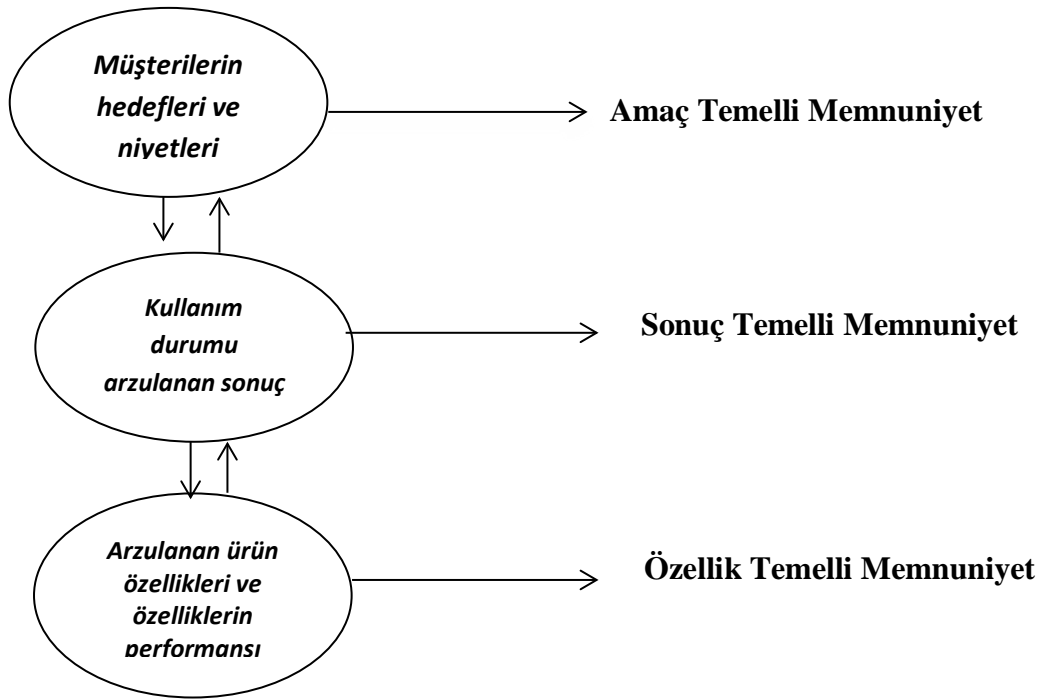 Müşterilerin
hedefleri ve
niyetleri
Amaç Temelli Memnuniyet
Kullanım
durumu
arzulanan sonuç
Sonuç Temelli Memnuniyet
Arzulanan ürün
özellikleri ve
özelliklerin
performansı
Özellik Temelli Memnuniyet